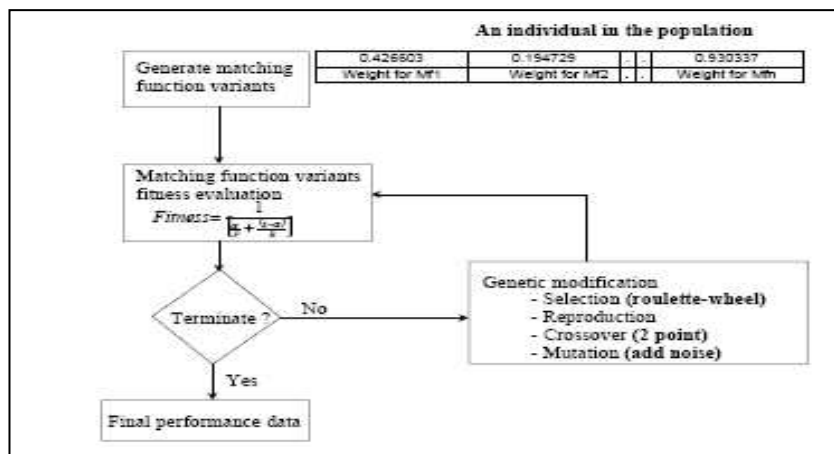 An individual in the population
0.426603 0.194729 . . 0.930337
Weight for Mf1 Weight for Mf2 . . Weight for Mfn
Generate matching
function variants
Matching function variants
fitness evaluation
Fitness= 1
Terminate ?
No
Yes
Genetic modification
- Selection (roulette-wheel)
- Reproduction
- Crossover (2 point)
- Mutation (add noise)
Final performance data